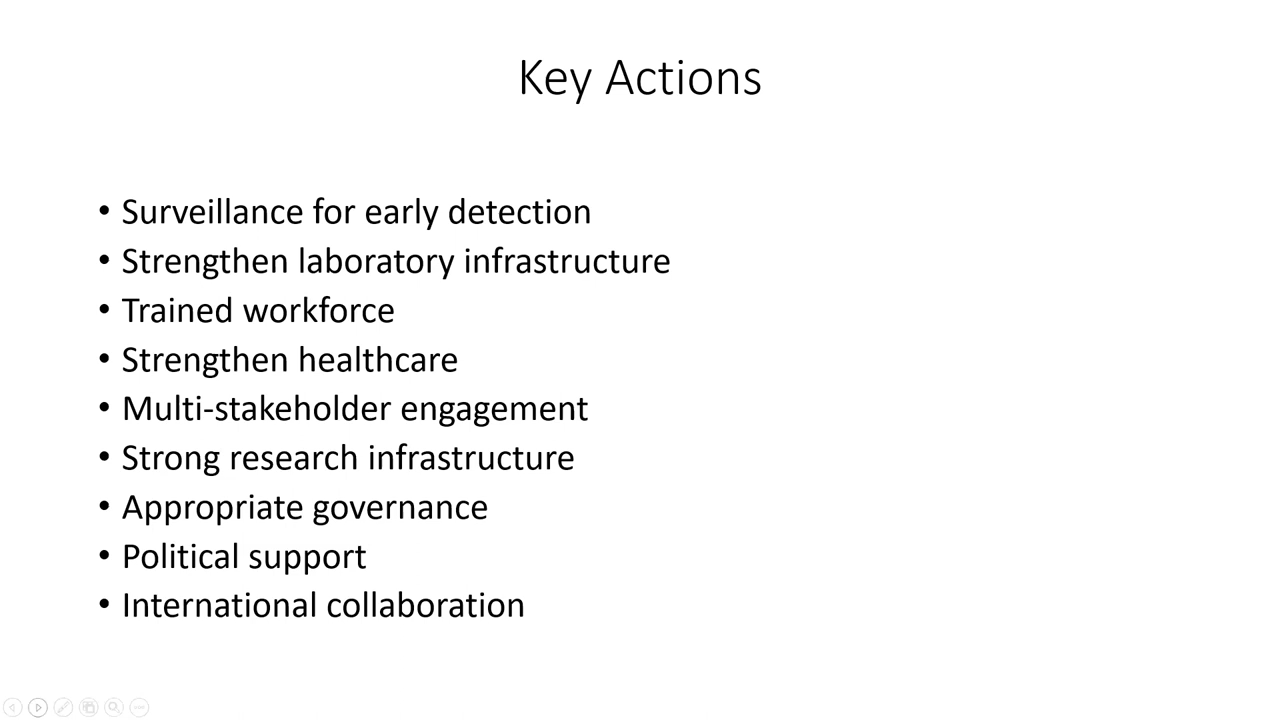 Key Actions
• Surveillance for early detection
• Strengthen laboratory infrastructure
• Trained workforce
• Strengthen healthcare
• Multi-stakeholder engagement
• Strong research infrastructure
• Appropriate governance
• Political support
• International collaboration